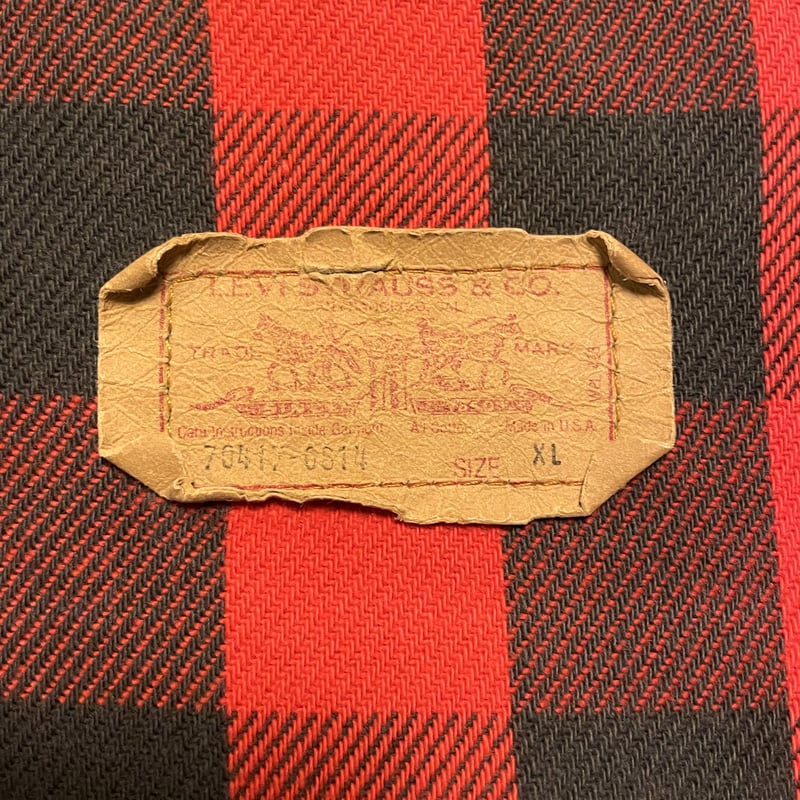 LEVI STRAUSS & CO.
TRADE MARK
Care Instructions Inside Garment Made in U.S.A.
70417-0814 SIZE XL